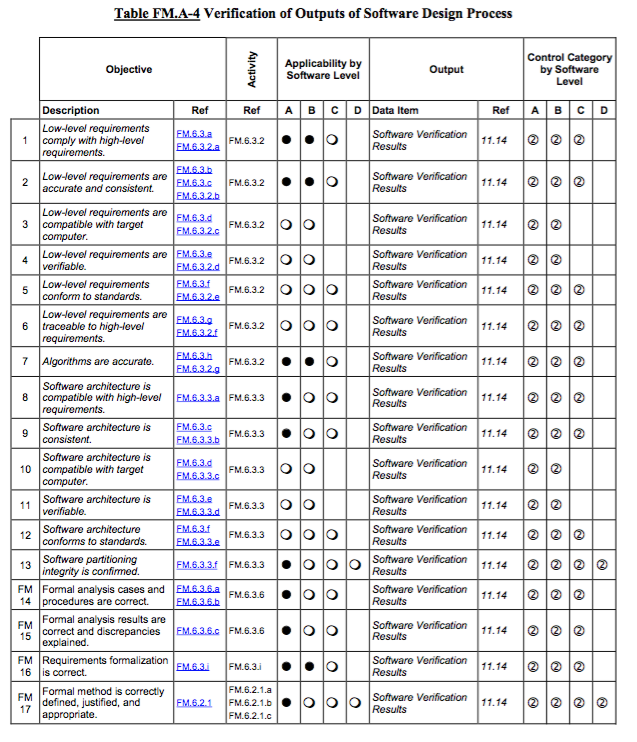 Table FM.A-4 Verification of Outputs of Software Design Process
Objective Activity Applicability by Software Level Output Control Category by Software Level
Description Ref Ref A B C D Data Item Ref A B C D
1 Low-level requirements comply with high-level requirements. FM.6.3.a FM.6.3.2.a FM.6.3.2 ● ● ○ Software Verification Results 11.14 ② ② ②
2 Low-level requirements are accurate and consistent. FM.6.3.b FM.6.3.c FM.6.3.2.b FM.6.3.2 ● ● ○ Software Verification Results 11.14 ② ② ②
3 Low-level requirements are compatible with target computer. FM.6.3.d FM.6.3.2.c FM.6.3.2 ○ ○ Software Verification Results 11.14 ② ②
4 Low-level requirements are verifiable. FM.6.3.e FM.6.3.2.d FM.6.3.2 ○ ○ Software Verification Results 11.14 ② ②
5 Low-level requirements conform to standards. FM.6.3.f FM.6.3.2.e FM.6.3.2 ○ ○ ○ Software Verification Results 11.14 ② ② ②
6 Low-level requirements are traceable to high-level requirements. FM.6.3.g FM.6.3.2.f FM.6.3.2 ○ ○ ○ Software Verification Results 11.14 ② ② ②
7 Algorithms are accurate. FM.6.3.h FM.6.3.2.g FM.6.3.2 ● ● ○ Software Verification Results 11.14 ② ② ②
8 Software architecture is compatible with high-level requirements. FM.6.3.3.a FM.6.3.3 ● ○ ○ Software Verification Results 11.14 ② ② ②
9 Software architecture is consistent. FM.6.3.c FM.6.3.3.b FM.6.3.3 ● ○ ○ Software Verification Results 11.14 ② ② ②
10 Software architecture is compatible with target computer. FM.6.3.d FM.6.3.3.c FM.6.3.3 ○ ○ Software Verification Results 11.14 ② ②
11 Software architecture is verifiable. FM.6.3.e FM.6.3.3.d FM.6.3.3 ○ ○ Software Verification Results 11.14 ② ②
12 Software architecture conforms to standards. FM.6.3.f FM.6.3.3.e FM.6.3.3 ○ ○ ○ Software Verification Results 11.14 ② ② ②
13 Software partitioning integrity is confirmed. FM.6.3.3.f FM.6.3.3 ● ○ ○ ○ Software Verification Results 11.14 ② ② ② ②
FM 14 Formal analysis cases and procedures are correct. FM.6.3.6.a FM.6.3.6.b FM.6.3.6 ● ○ ○ Software Verification Results 11.14 ② ② ②
FM 15 Formal analysis results are correct and discrepancies explained. FM.6.3.6.c FM.6.3.6 ● ○ ○ Software Verification Results 11.14 ② ② ②
FM 16 Requirements formalization is correct. FM.6.3.i FM.6.3.i ● ● ○ Software Verification Results 11.14 ② ② ②
FM 17 Formal method is correctly defined, justified, and appropriate. FM.6.2.1 FM.6.2.1.a FM.6.2.1.b FM.6.2.1.c ● ○ ○ ○ Software Verification Results 11.14 ② ② ② ②